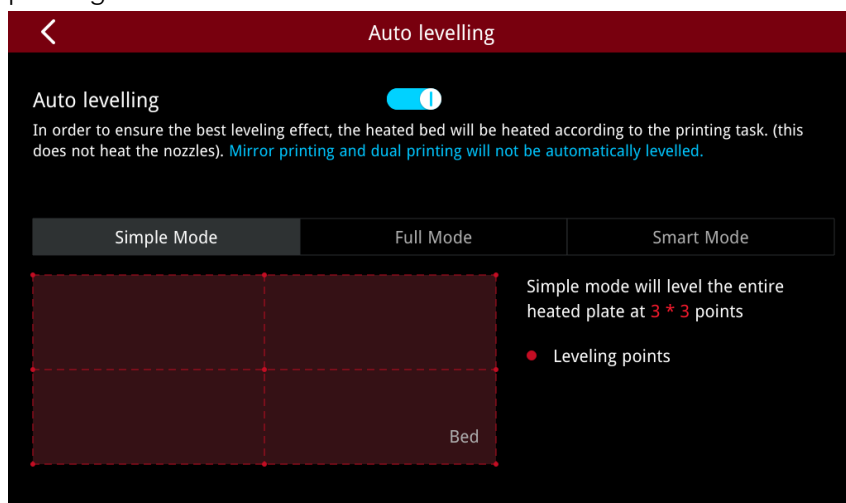 Auto levelling
Auto levelling
In order to ensure the best leveling effect, the heated bed will be heated according to the printing task. (this
does not heat the nozzles). Mirror printing and dual printing will not be automatically levelled.
Simple Mode
Full Mode
Smart Mode
Simple mode will level the entire
heated plate at 3 * 3 points
Leveling points
Bed